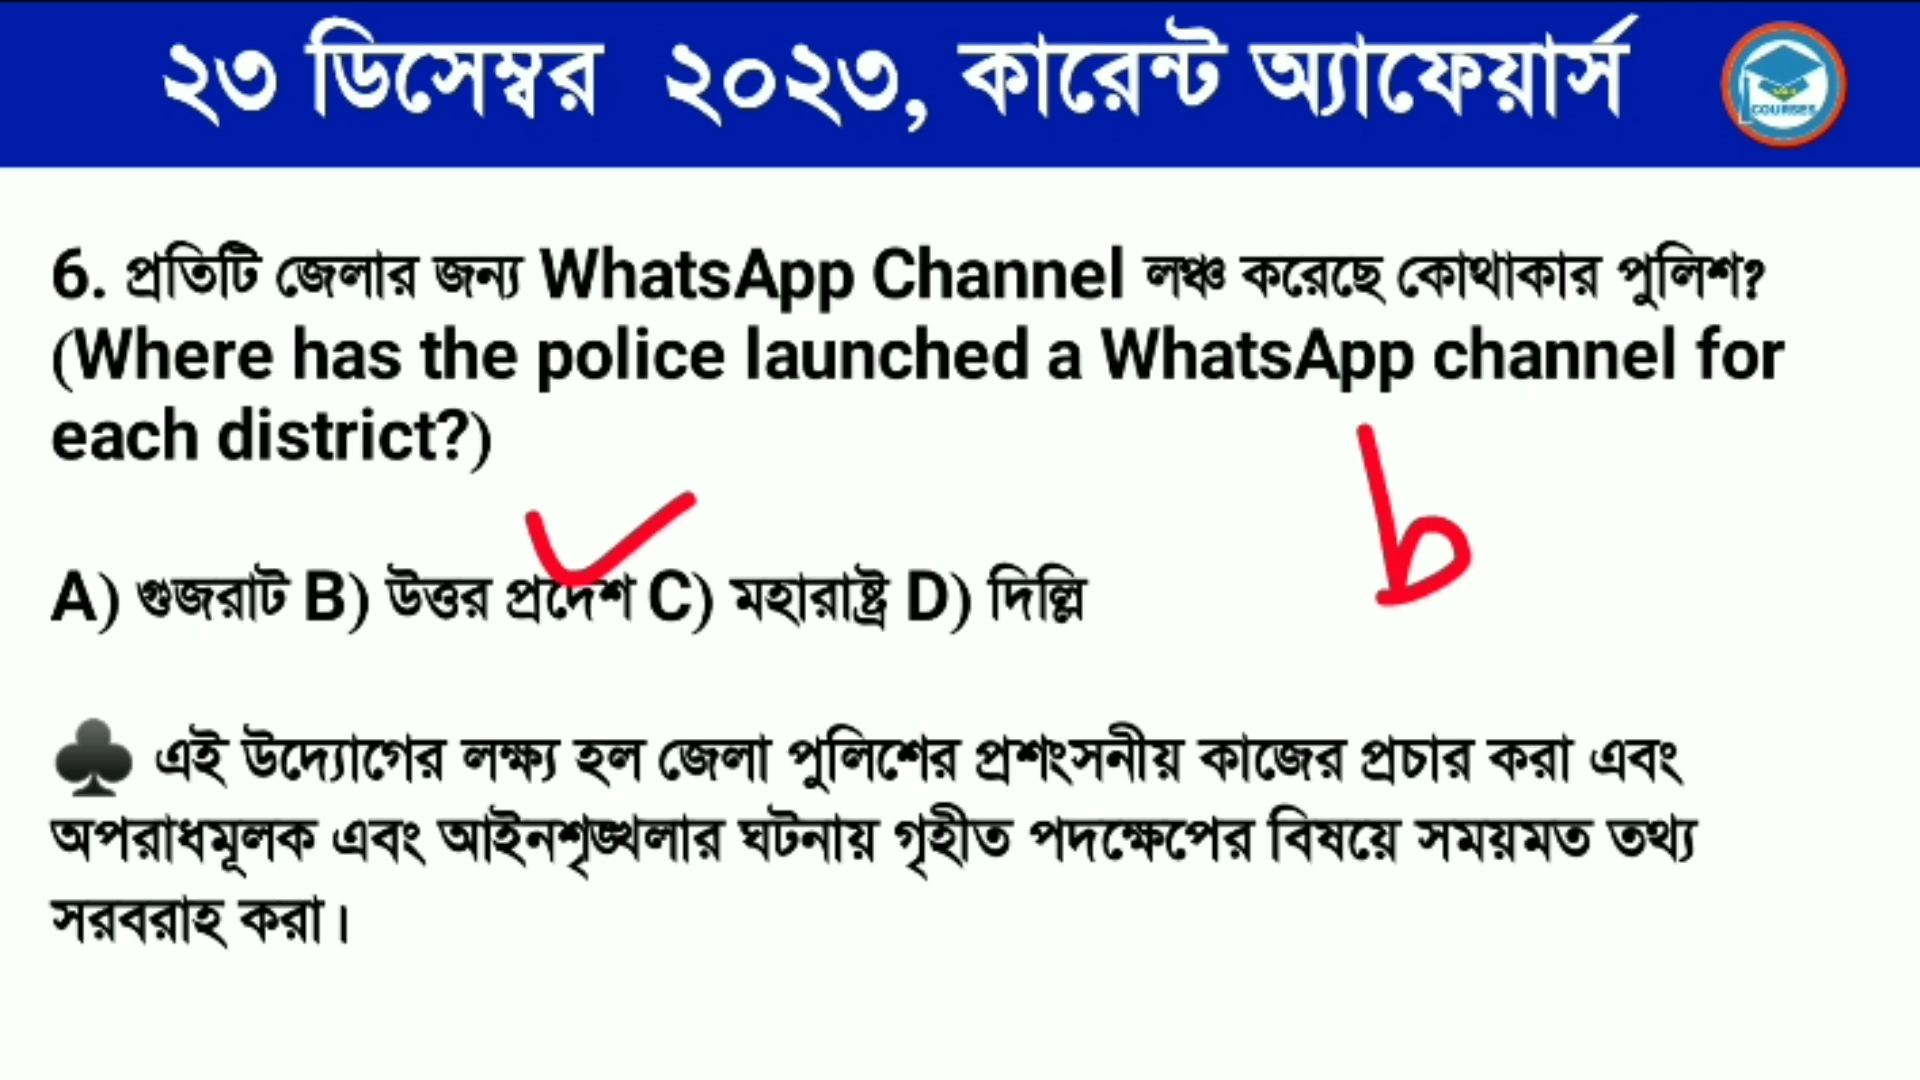 ২৩ ডিসেম্বর ২০২৩, কারেন্ট অ্যাফেয়ার্স
COURSES
6. প্রতিটি জেলার জন্য WhatsApp Channel লঞ্চ করেছে কোথাকার পুলিশ?
(Where has the police launched a WhatsApp channel for
each district?)
b
A) গুজরাট B) উত্তর প্রদেশ C) মহারাষ্ট্র D) দিল্লি
♣ এই উদ্যোগের লক্ষ্য হল জেলা পুলিশের প্রশংসনীয় কাজের প্রচার করা এবং
অপরাধমূলক এবং আইনশৃঙ্খলার ঘটনায় গৃহীত পদক্ষেপের বিষয়ে সময়মত তথ্য
সরবরাহ করা।